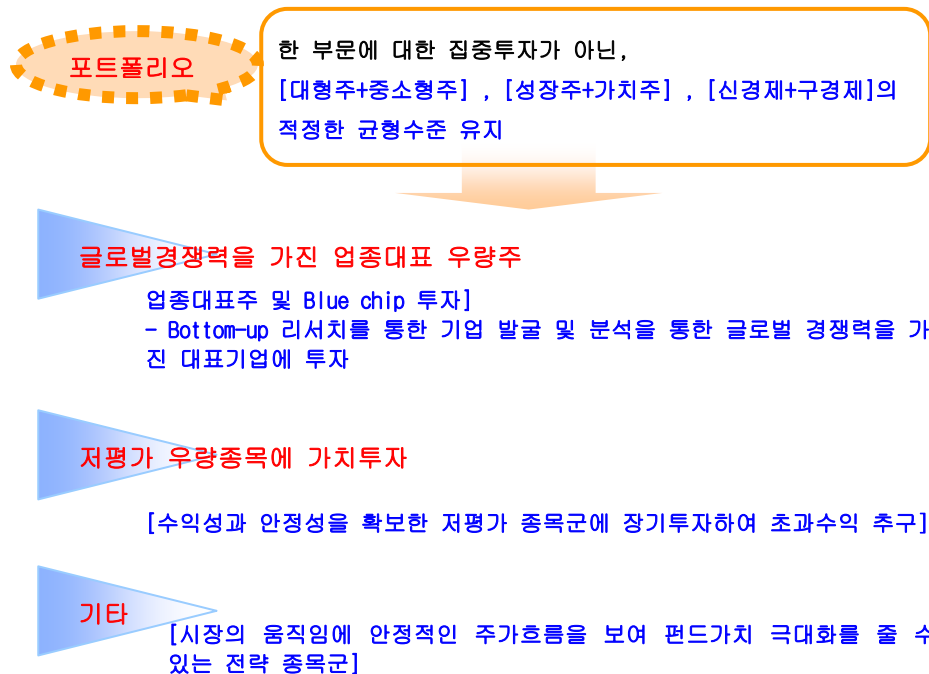 포트폴리오
한 부문에 대한 집중투자가 아닌,
[대형주+중소형주] , [성장주+가치주] , [신경제+구경제]의
적정한 균형수준 유지
글로벌경쟁력을 가진 업종대표 우량주
업종대표주 및 Blue chip 투자]
- Bottom-up 리서치를 통한 기업 발굴 및 분석을 통한 글로벌 경쟁력을 가
진 대표기업에 투자
저평가 우량종목에 가치투자
[수익성과 안정성을 확보한 저평가 종목군에 장기투자하여 초과수익 추구]
기타
[시장의 움직임에 안정적인 주가흐름을 보여 펀드가치 극대화를 줄 수
있는 전략 종목군]